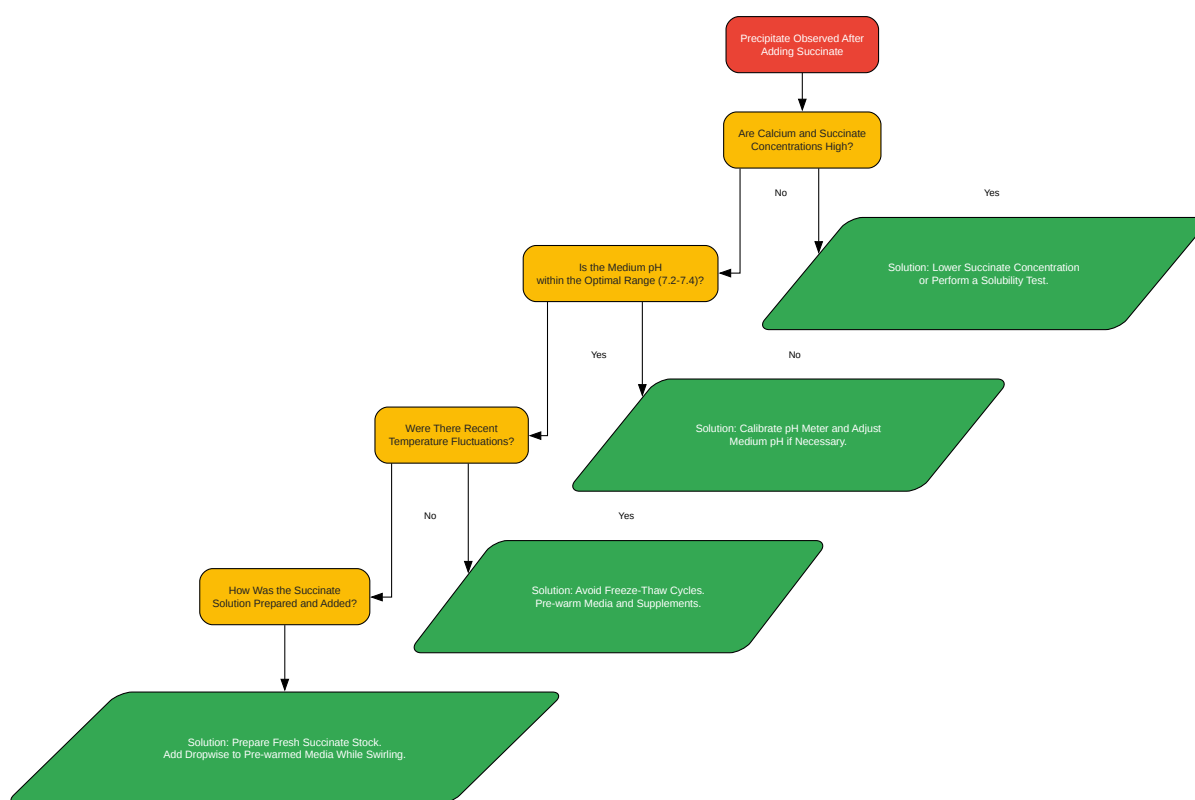 Precipitate Observed After
Adding Succinate
Are Calcium and Succinate
Concentrations High?
No
Yes
Is the Medium pH
within the Optimal Range (7.2-7.4)?
Solution: Lower Succinate Concentration
or Perform a Solubility Test.
Yes
No
Were There Recent
Temperature Fluctuations?
Solution: Calibrate pH Meter and Adjust
Medium pH if Necessary.
No
Yes
How Was the Succinate
Solution Prepared and Added?
Solution: Avoid Freeze-Thaw Cycles.
Pre-warm Media and Supplements.
Solution: Prepare Fresh Succinate Stock.
Add Dropwise to Pre-warmed Media While Swirling.